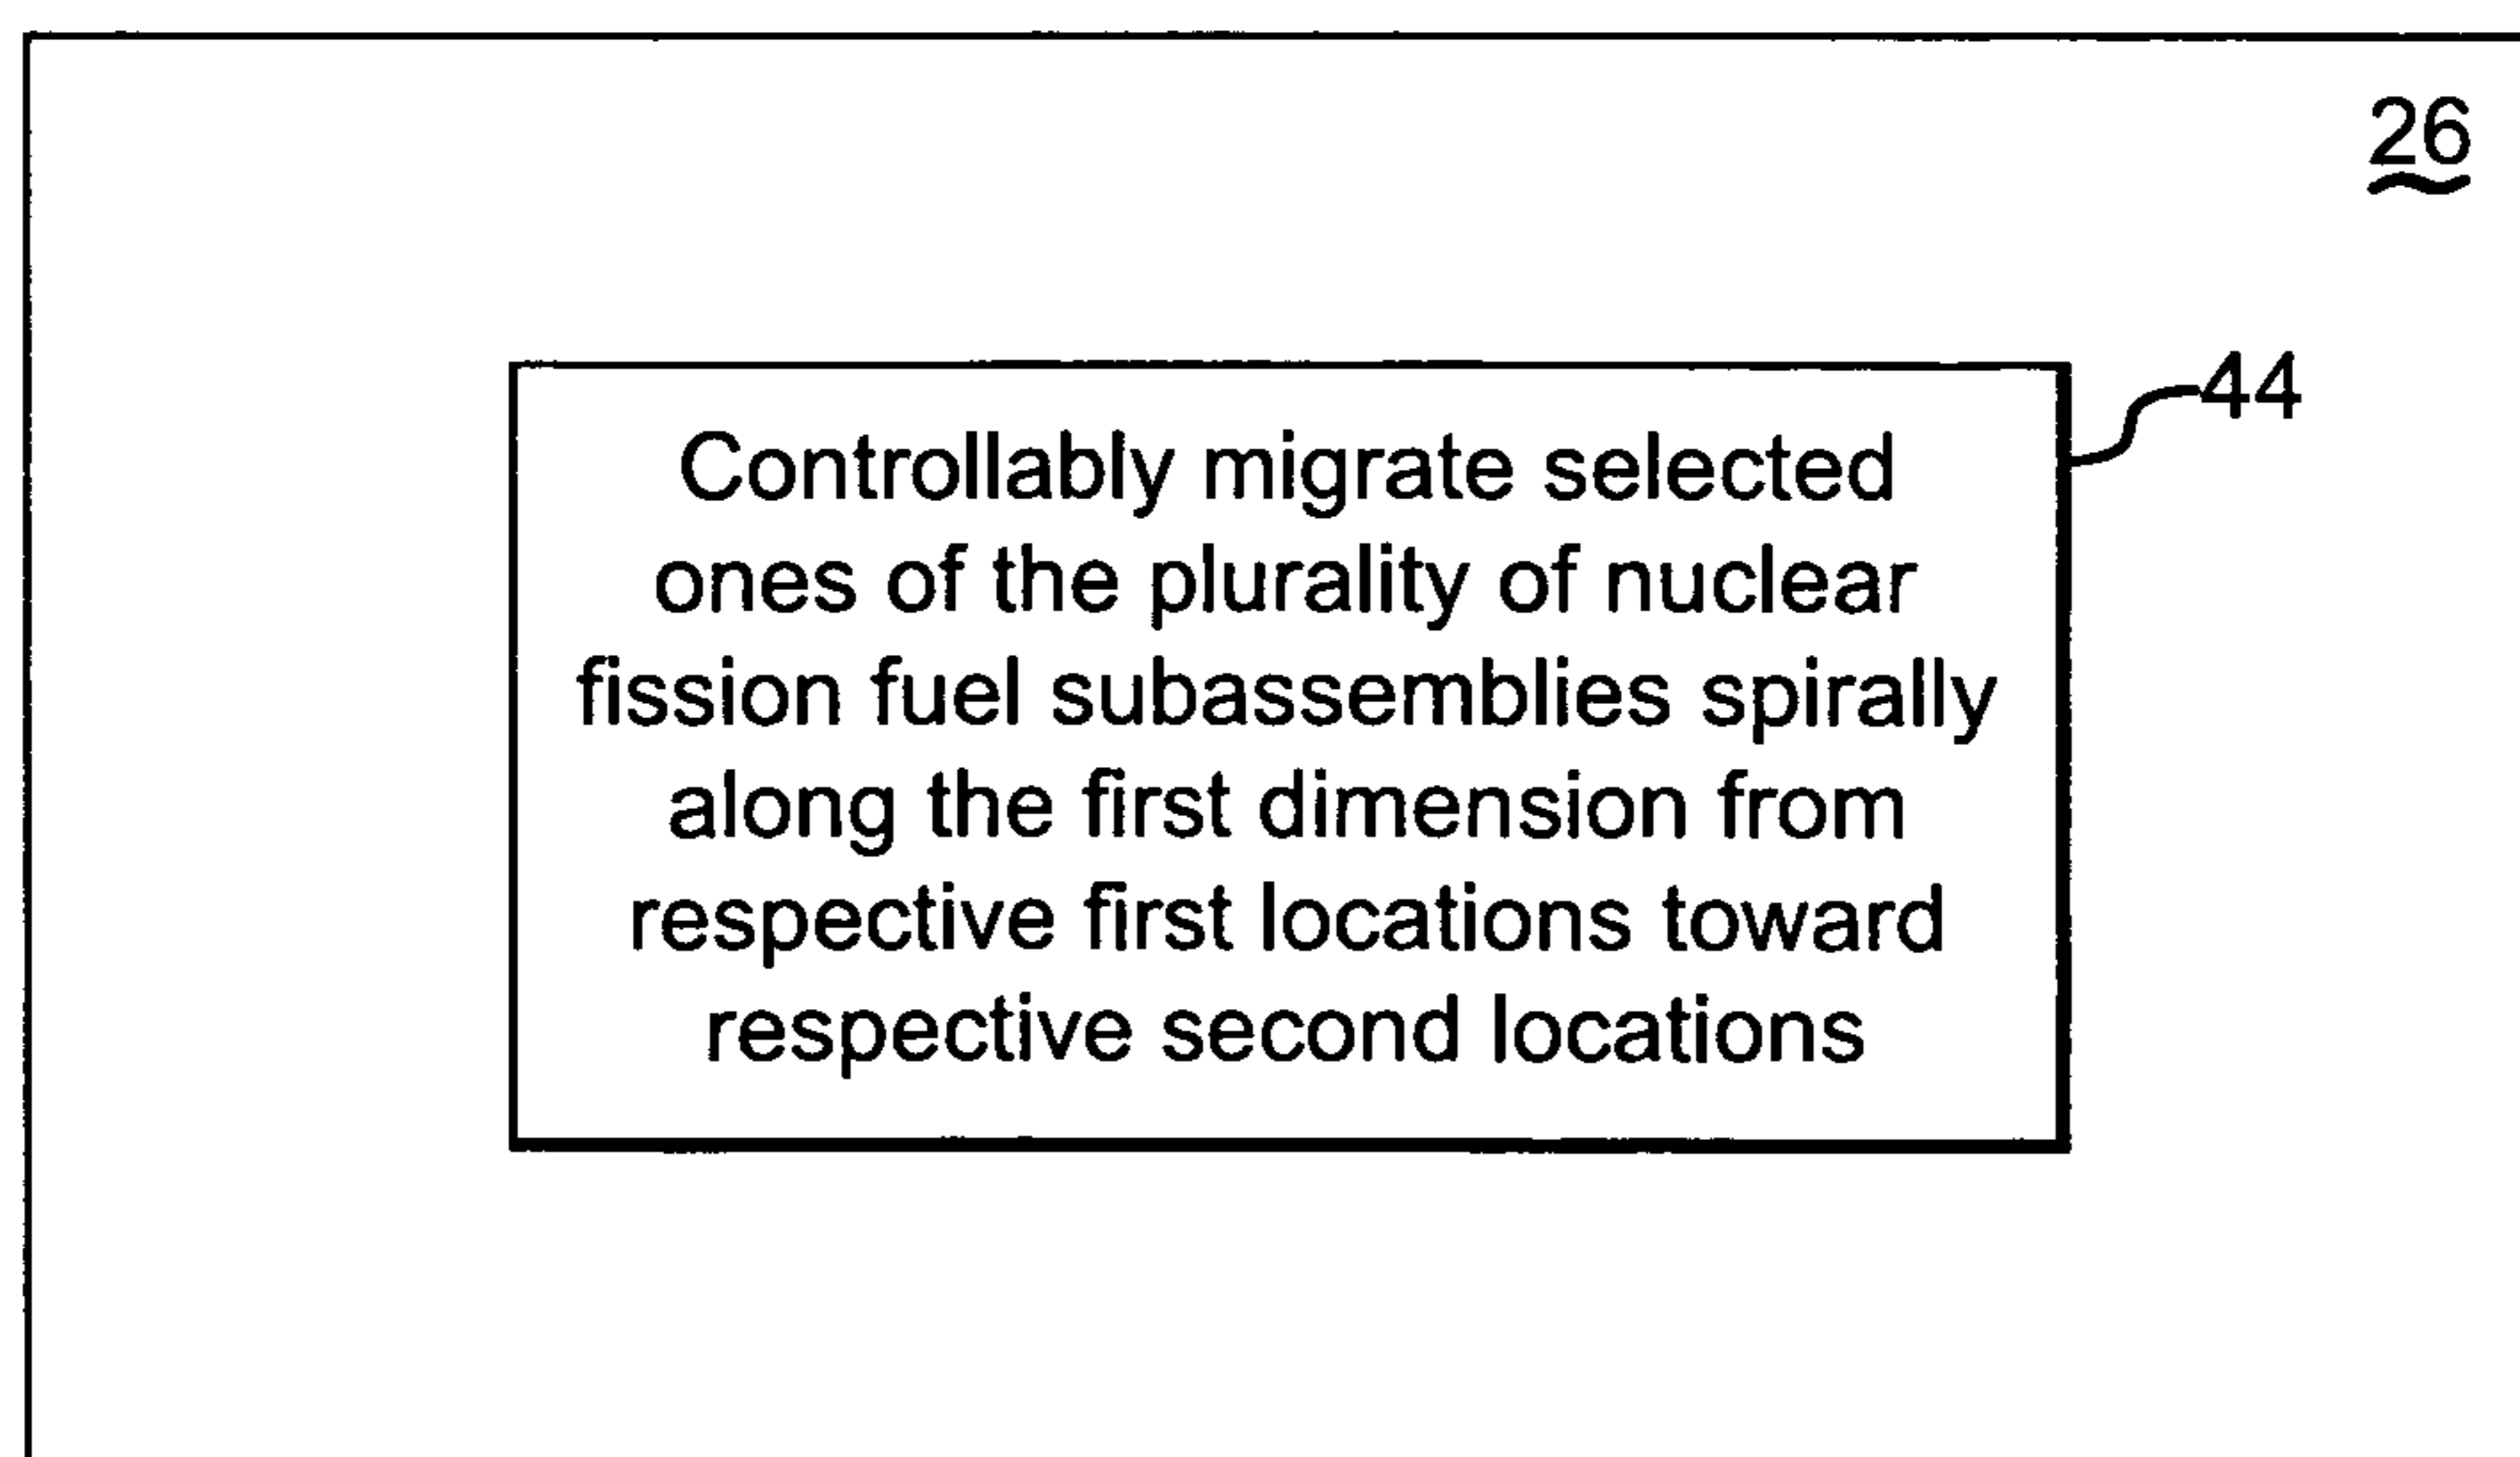 26
44
Controllably migrate selected
ones of the plurality of nuclear
fission fuel subassemblies spirally
along the first dimension from
respective first locations toward
respective second locations